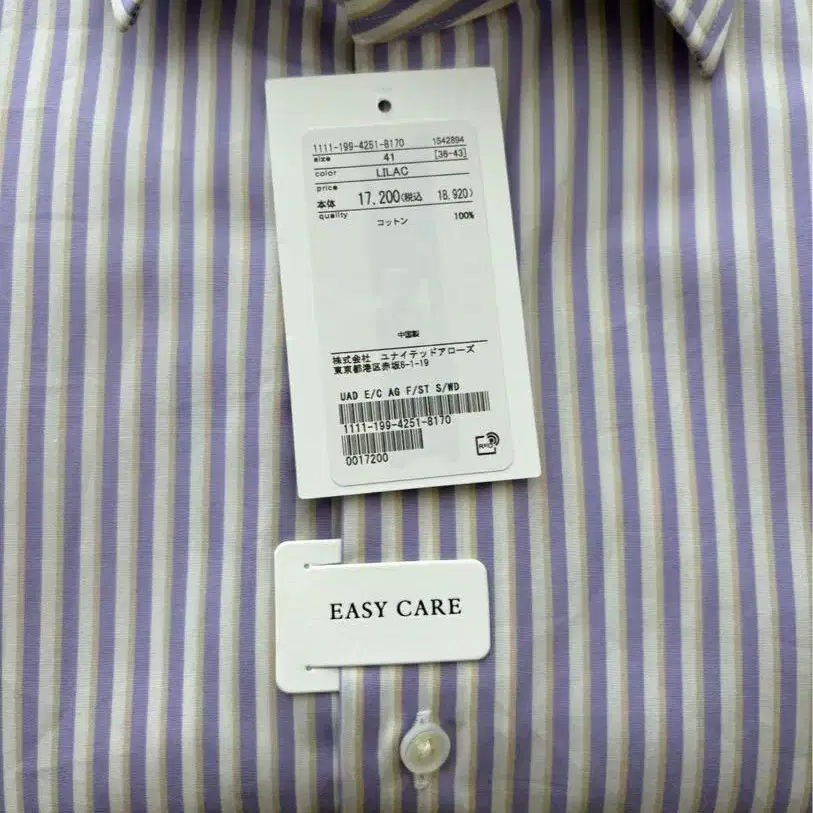 1111-199-4251-8170 1542894
size 41 [36-43]
color LILAC
price
本体 17,200(税込 18,920)
quality
コットン 100%
中国製
株式会社 ユナイテッドアローズ
東京都港区赤坂8-1-19
UAD E/C AG F/ST S/WD
1111-199-4251-8170
0017200
RFID
EASY CARE